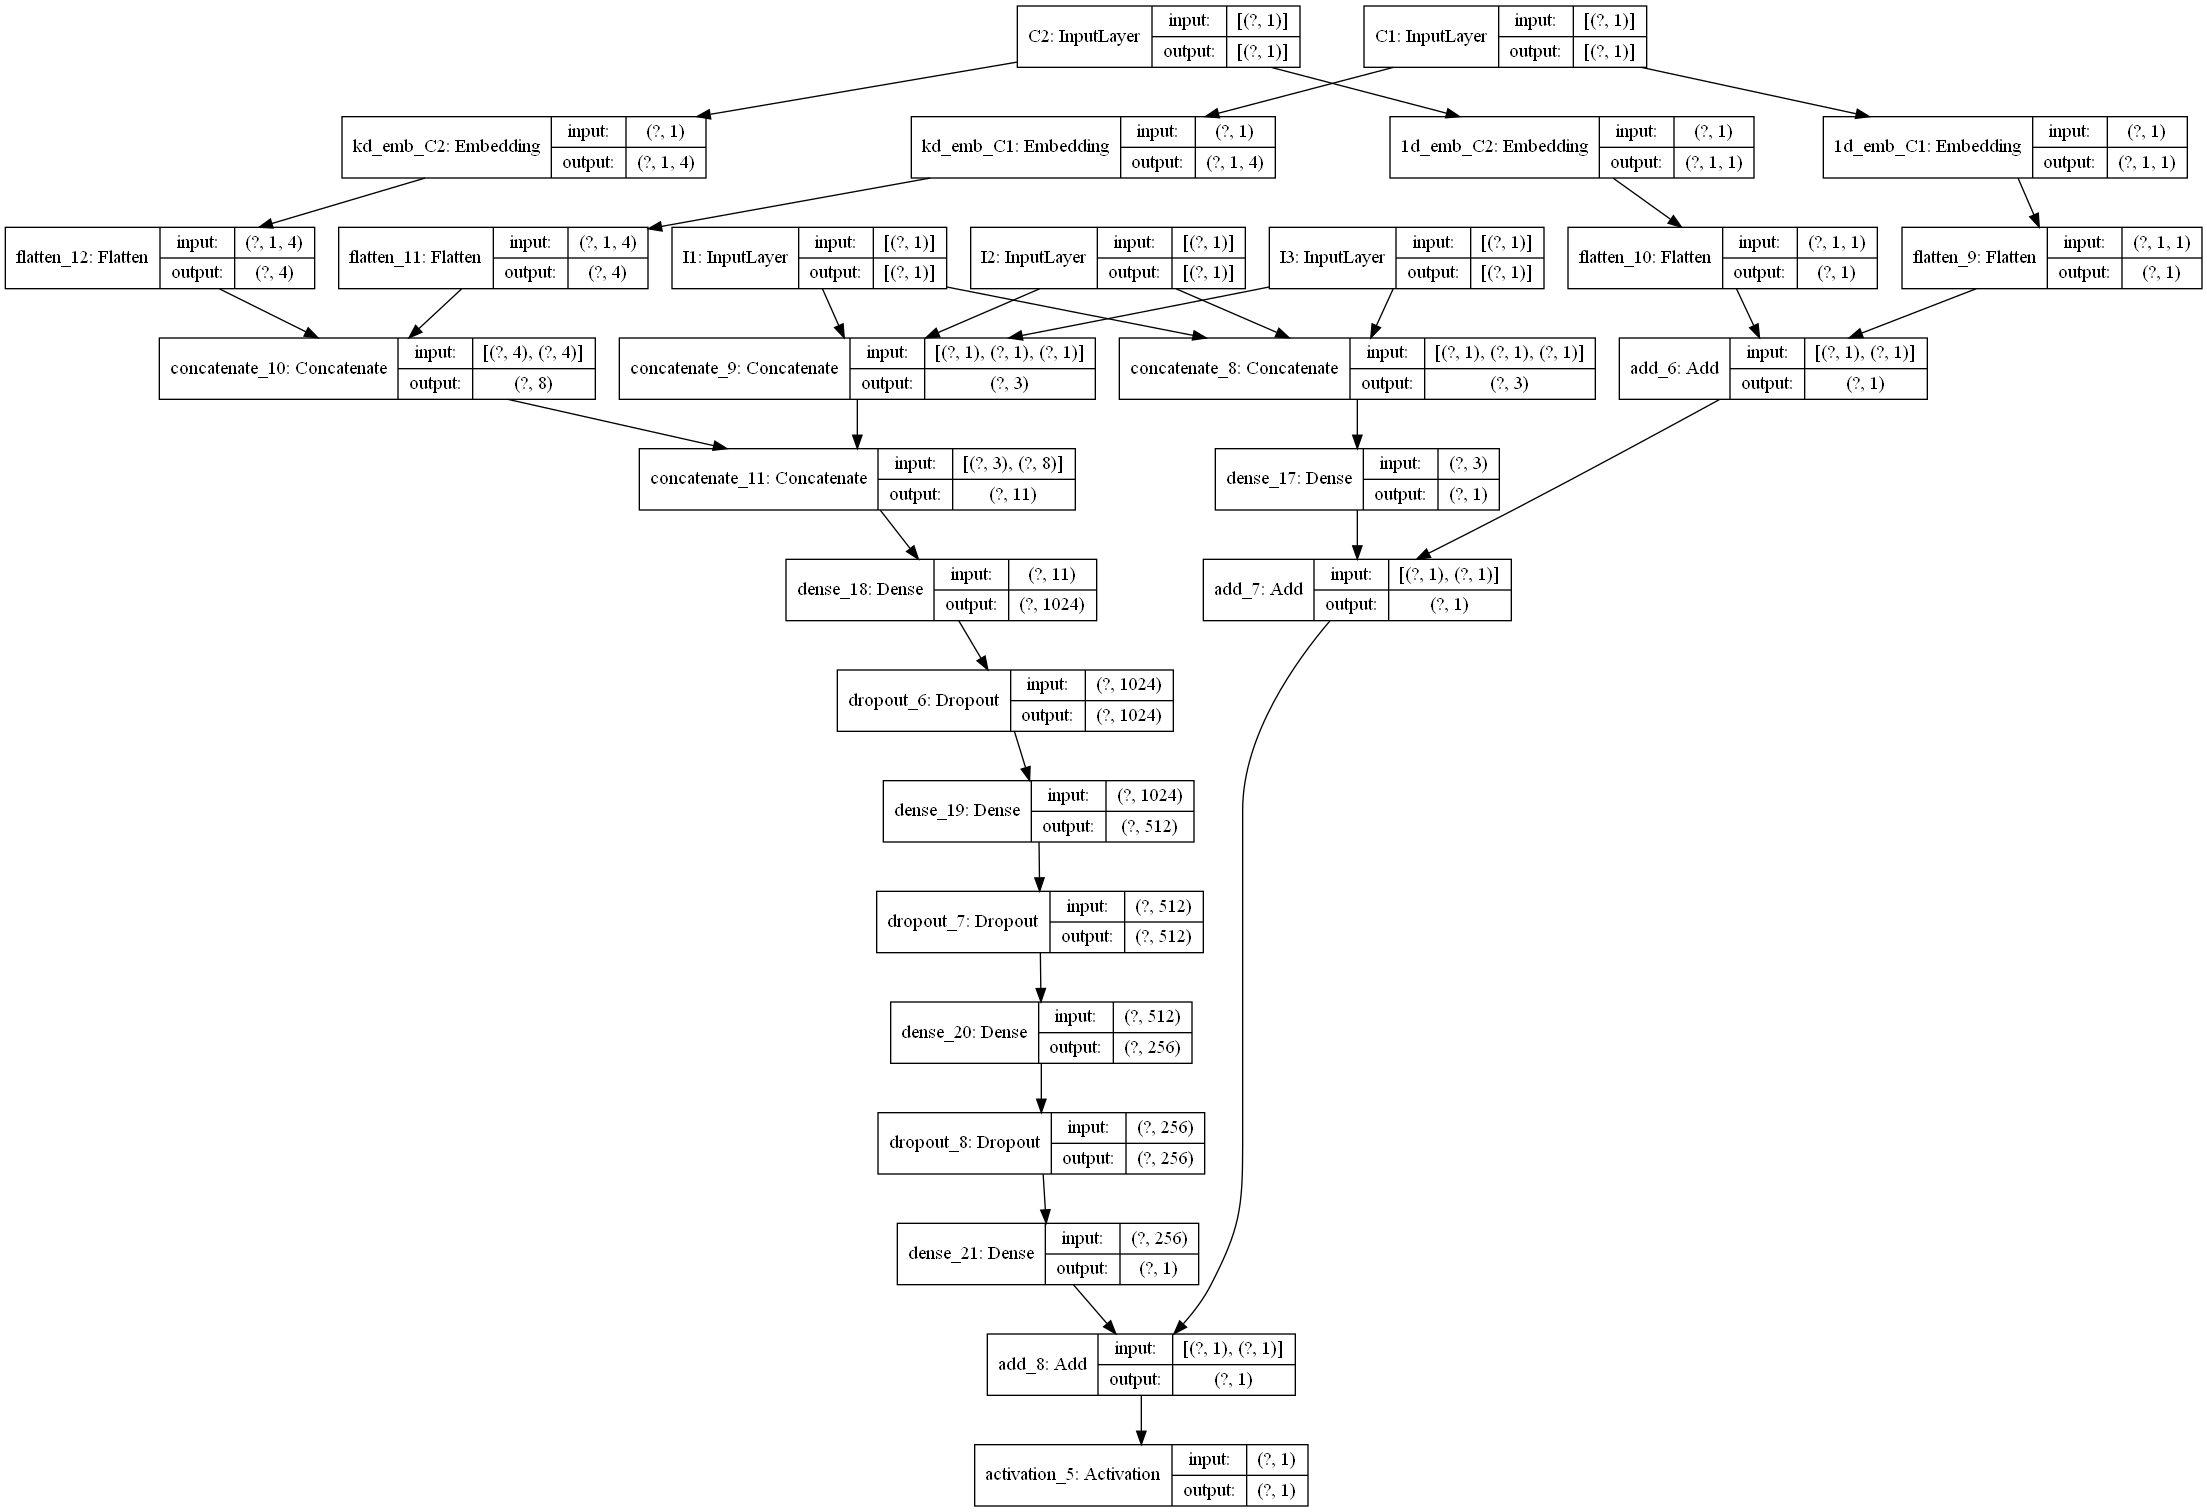 C2: InputLayer input: [(?, 1)]
output: [(?, 1)]
C1: InputLayer input: [(?, 1)]
output: [(?, 1)]
kd_emb_C2: Embedding input: (?, 1)
output: (?, 1, 4)
kd_emb_C1: Embedding input: (?, 1)
output: (?, 1, 4)
1d_emb_C2: Embedding input: (?, 1)
output: (?, 1, 1)
1d_emb_C1: Embedding input: (?, 1)
output: (?, 1, 1)
flatten_12: Flatten input: (?, 1, 4)
output: (?, 4)
flatten_11: Flatten input: (?, 1, 4)
output: (?, 4)
I1: InputLayer input: [(?, 1)]
output: [(?, 1)]
I2: InputLayer input: [(?, 1)]
output: [(?, 1)]
I3: InputLayer input: [(?, 1)]
output: [(?, 1)]
flatten_10: Flatten input: (?, 1, 1)
output: (?, 1)
flatten_9: Flatten input: (?, 1, 1)
output: (?, 1)
concatenate_10: Concatenate input: [(?, 4), (?, 4)]
output: (?, 8)
concatenate_9: Concatenate input: [(?, 1), (?, 1), (?, 1)]
output: (?, 3)
concatenate_8: Concatenate input: [(?, 1), (?, 1), (?, 1)]
output: (?, 3)
add_6: Add input: [(?, 1), (?, 1)]
output: (?, 1)
concatenate_11: Concatenate input: [(?, 3), (?, 8)]
output: (?, 11)
dense_17: Dense input: (?, 3)
output: (?, 1)
dense_18: Dense input: (?, 11)
output: (?, 1024)
add_7: Add input: [(?, 1), (?, 1)]
output: (?, 1)
dropout_6: Dropout input: (?, 1024)
output: (?, 1024)
dense_19: Dense input: (?, 1024)
output: (?, 512)
dropout_7: Dropout input: (?, 512)
output: (?, 512)
dense_20: Dense input: (?, 512)
output: (?, 256)
dropout_8: Dropout input: (?, 256)
output: (?, 256)
dense_21: Dense input: (?, 256)
output: (?, 1)
add_8: Add input: [(?, 1), (?, 1)]
output: (?, 1)
activation_5: Activation input: (?, 1)
output: (?, 1)